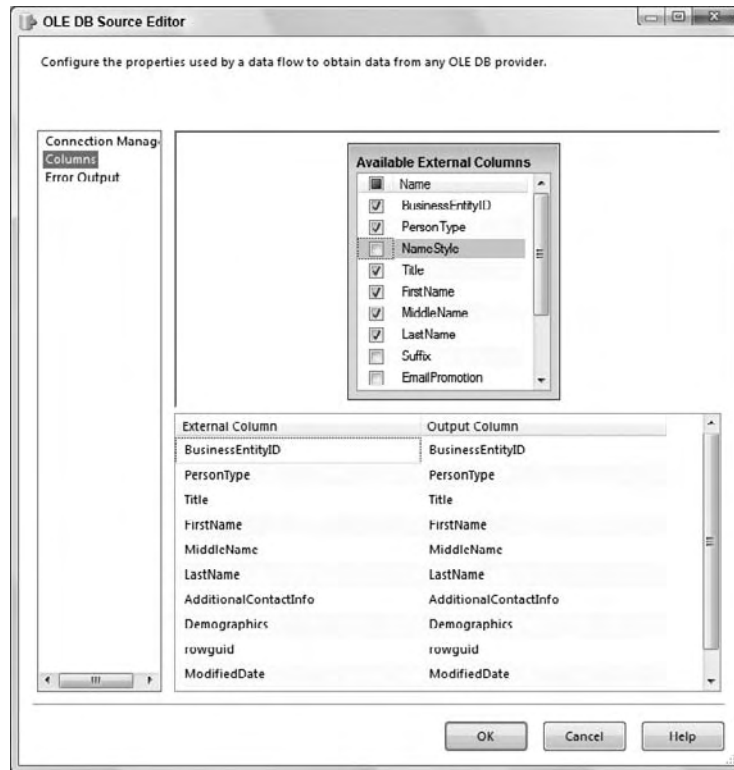 OLE DB Source Editor
Configure the properties used by a data flow to obtain data from any OLE DB provider.
Connection Manag
Columns
Error Output
Available External Columns
Name
BusinessEntityID
PersonType
NameStyle
Title
FirstName
MiddleName
LastName
Suffix
EmailPromotion
External Column Output Column
BusinessEntityID BusinessEntityID
PersonType PersonType
Title Title
FirstName FirstName
MiddleName MiddleName
LastName LastName
AdditionalContactInfo AdditionalContactInfo
Demographics Demographics
rowguid rowguid
ModifiedDate ModifiedDate
OK Cancel Help